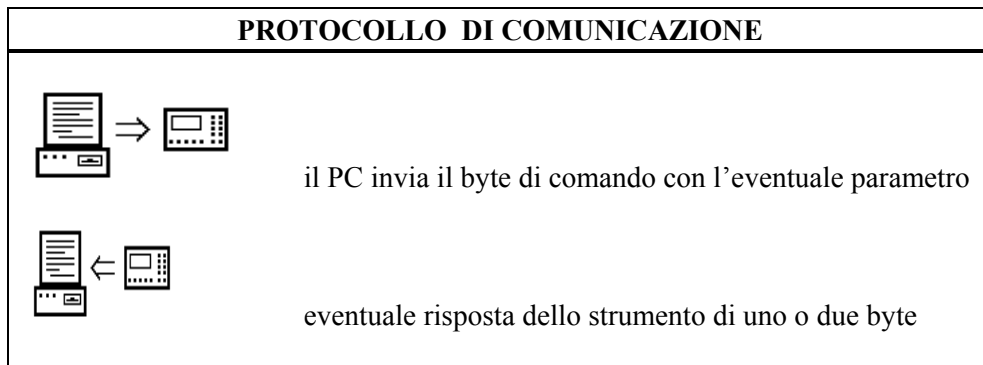 PROTOCOLLO DI COMUNICAZIONE
il PC invia il byte di comando con l’eventuale parametro
eventuale risposta dello strumento di uno o due byte